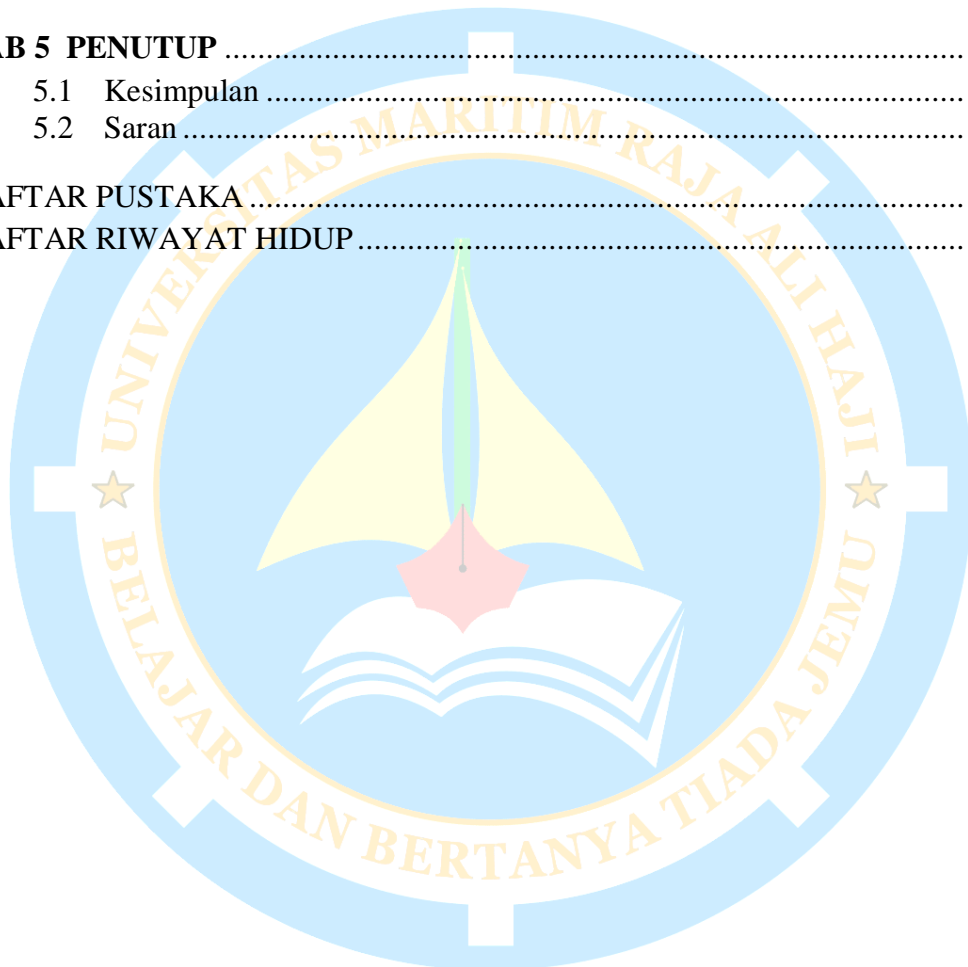 AB 5 PENUTUP ..........................................................................................
5.1 Kesimpulan .....................................................................................
5.2 Saran ...............................................................................................
AFTAR PUSTAKA .......................................................................................
AFTAR RIWAYAT HIDUP ..........................................................................
UNIVERSITAS MARITIM RAJA ALI HAJI
BELAJAR DAN BERTANYA TIADA JEMU